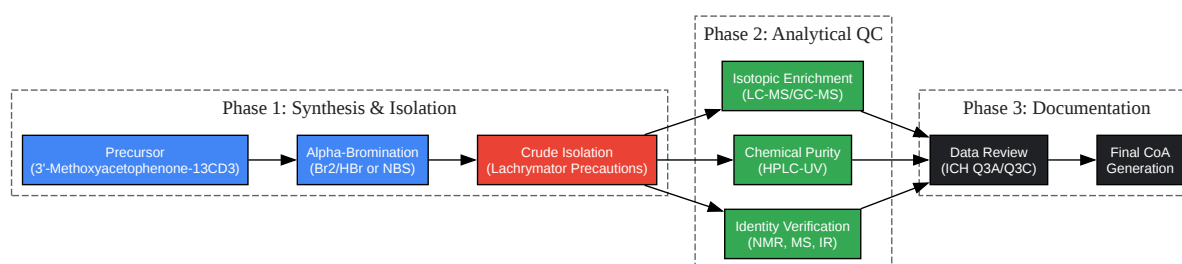 Phase 1: Synthesis & Isolation
Precursor
(3'-Methoxyacetophenone-13CD3)
Alpha-Bromination
(Br2/HBr or NBS)
Crude Isolation
(Lachrymator Precautions)
Phase 2: Analytical QC
Isotopic Enrichment
(LC-MS/GC-MS)
Chemical Purity
(HPLC-UV)
Identity Verification
(NMR, MS, IR)
Phase 3: Documentation
Data Review
(ICH Q3A/Q3C)
Final CoA
Generation